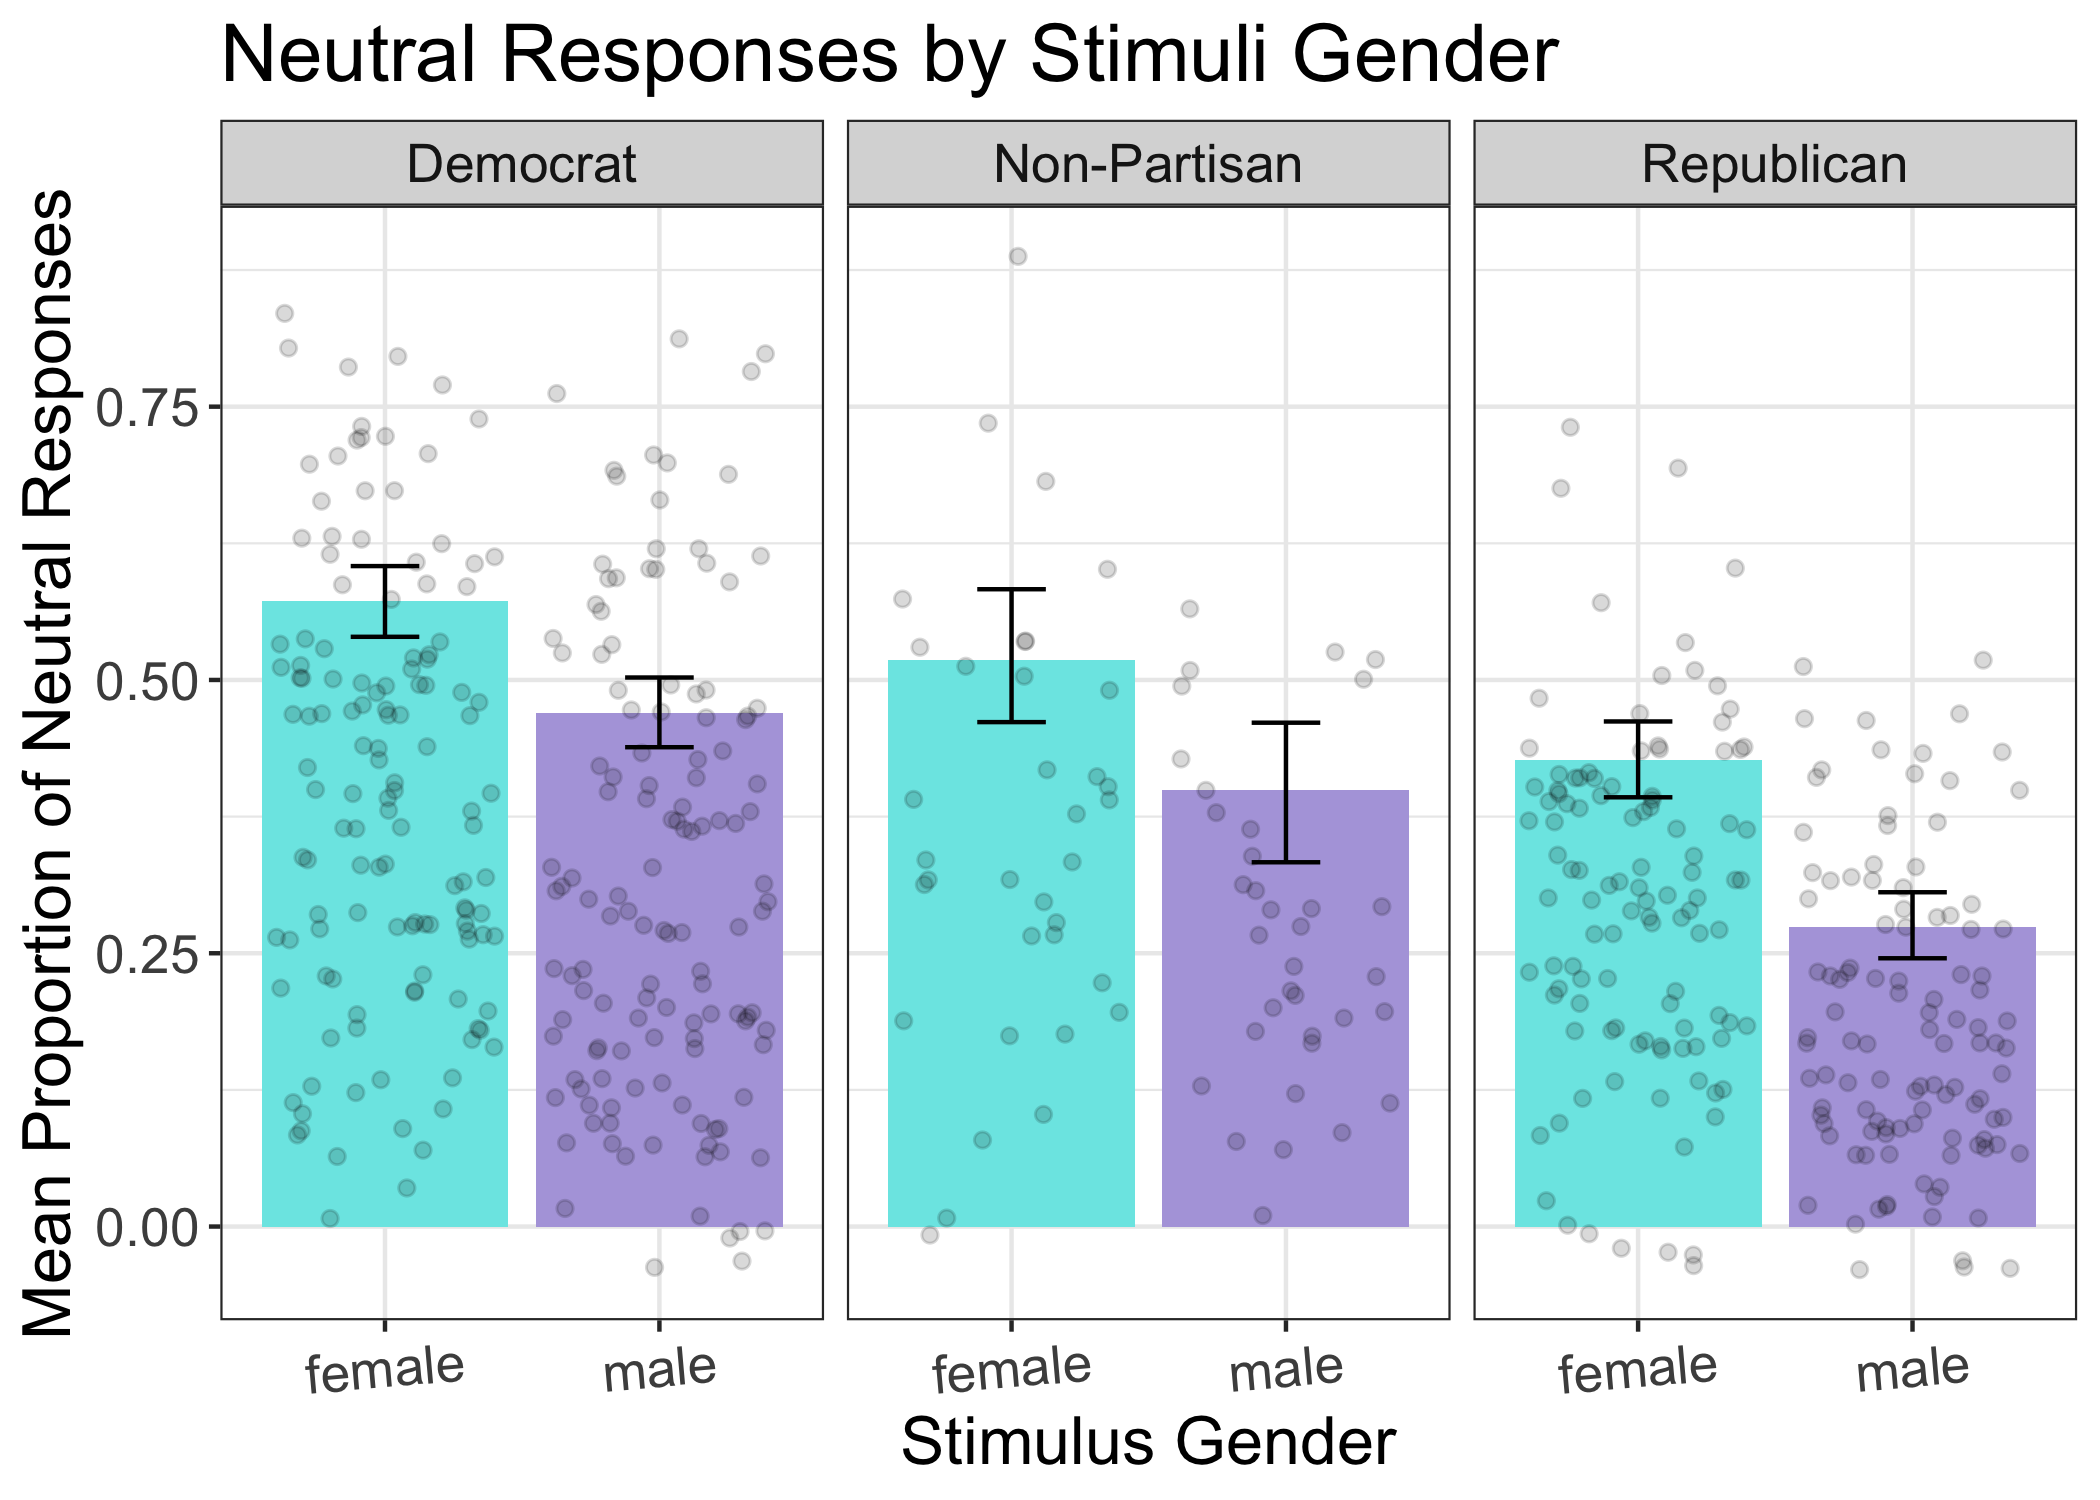 Neutral Responses by Stimuli Gender
Democrat
Non-Partisan
Republican
Mean Proportion of Neutral Responses
0.75
0.50
0.25
0.00
female
male
female
male
female
male
Stimulus Gender